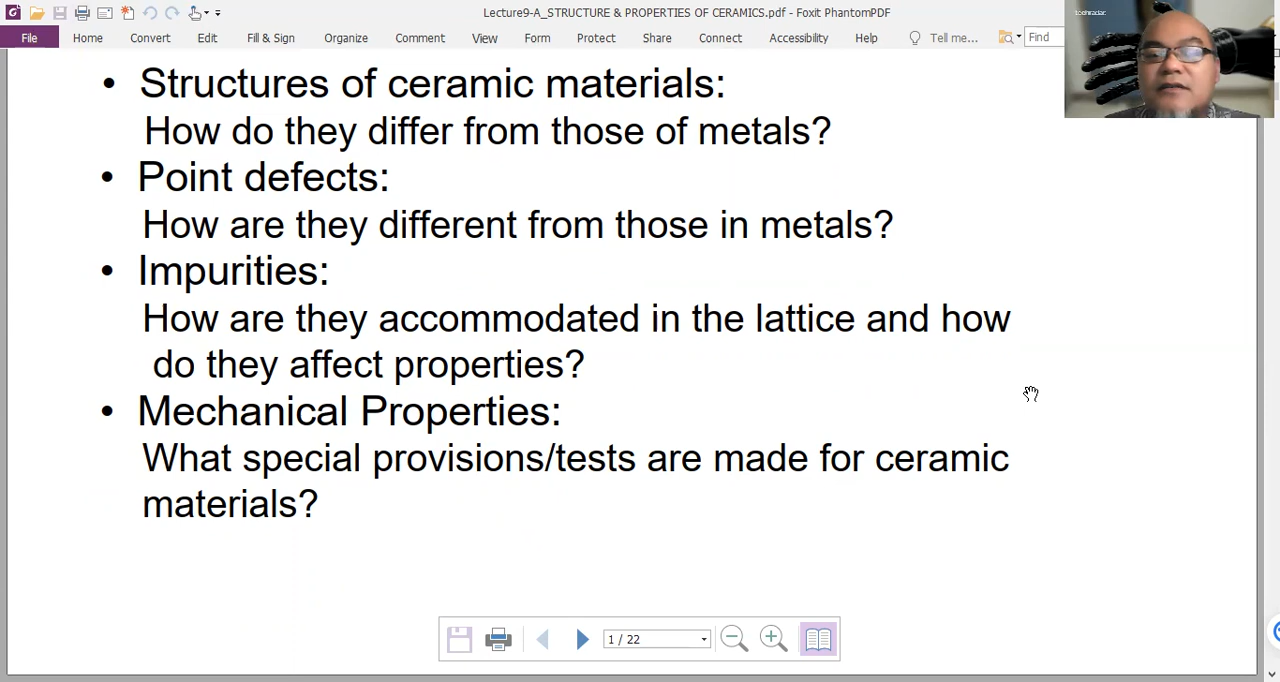 Lecture9-A_STRUCTURE & PROPERTIES OF CERAMICS.pdf - Foxit PhantomPDF
File Home Convert Edit Fill & Sign Organize Comment View Form Protect Share Connect Accessibility Help Tell me... Find
techradar.
• Structures of ceramic materials:
How do they differ from those of metals?
• Point defects:
How are they different from those in metals?
• Impurities:
How are they accommodated in the lattice and how
do they affect properties?
• Mechanical Properties:
What special provisions/tests are made for ceramic
materials?
1 / 22